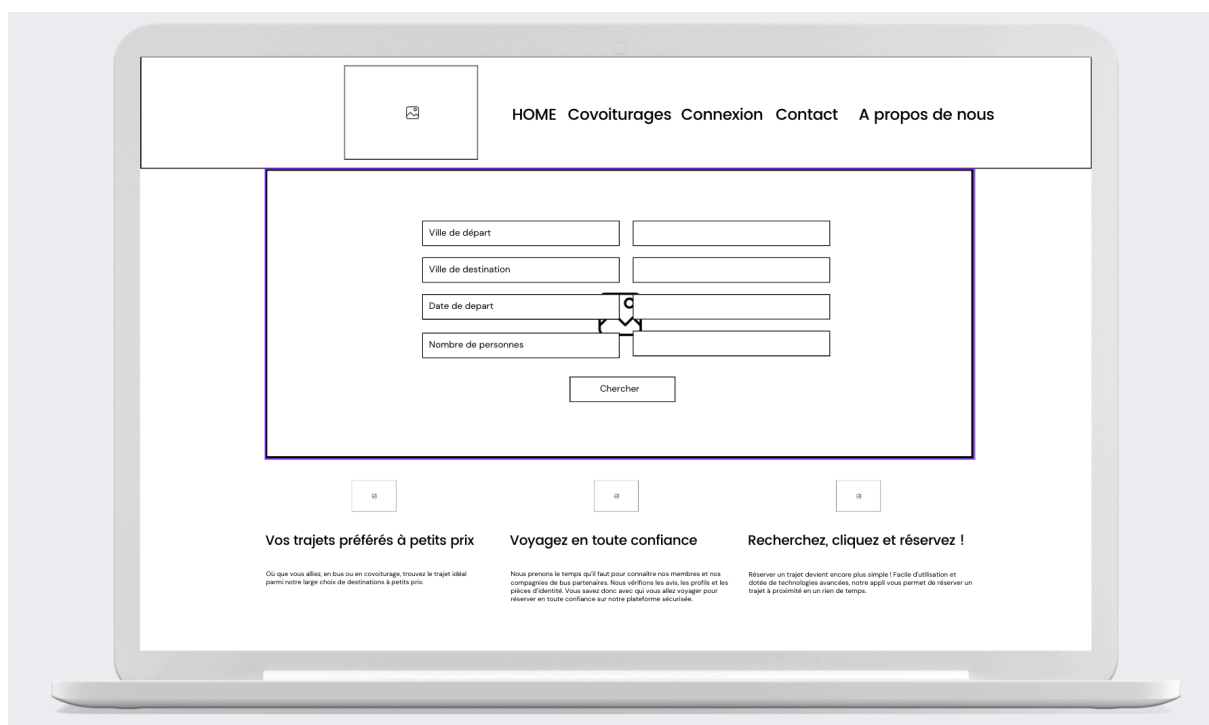 HOME Covoiturages Connexion Contact A propos de nous
Ville de départ
Ville de destination
Date de depart
Nombre de personnes
Chercher
Vos trajets préférés à petits prix
Où que vous alliez, en bus ou en covoiturage, trouvez le trajet idéal
parmi notre large choix de destinations à petits prix.
Voyagez en toute confiance
Nous prenons le temps qu'il faut pour connaître nos membres et nos
compagnies de bus partenaires. Nous vérifions les avis, les profils et les
pièces d'identité. Vous savez donc avec qui vous allez voyager pour
réserver en toute confiance sur notre plateforme sécurisée.
Recherchez, cliquez et réservez !
Réserver un trajet devient encore plus simple ! Facile d'utilisation et
dotée de technologies avancées, notre appli vous permet de réserver un
trajet à proximité en un rien de temps.